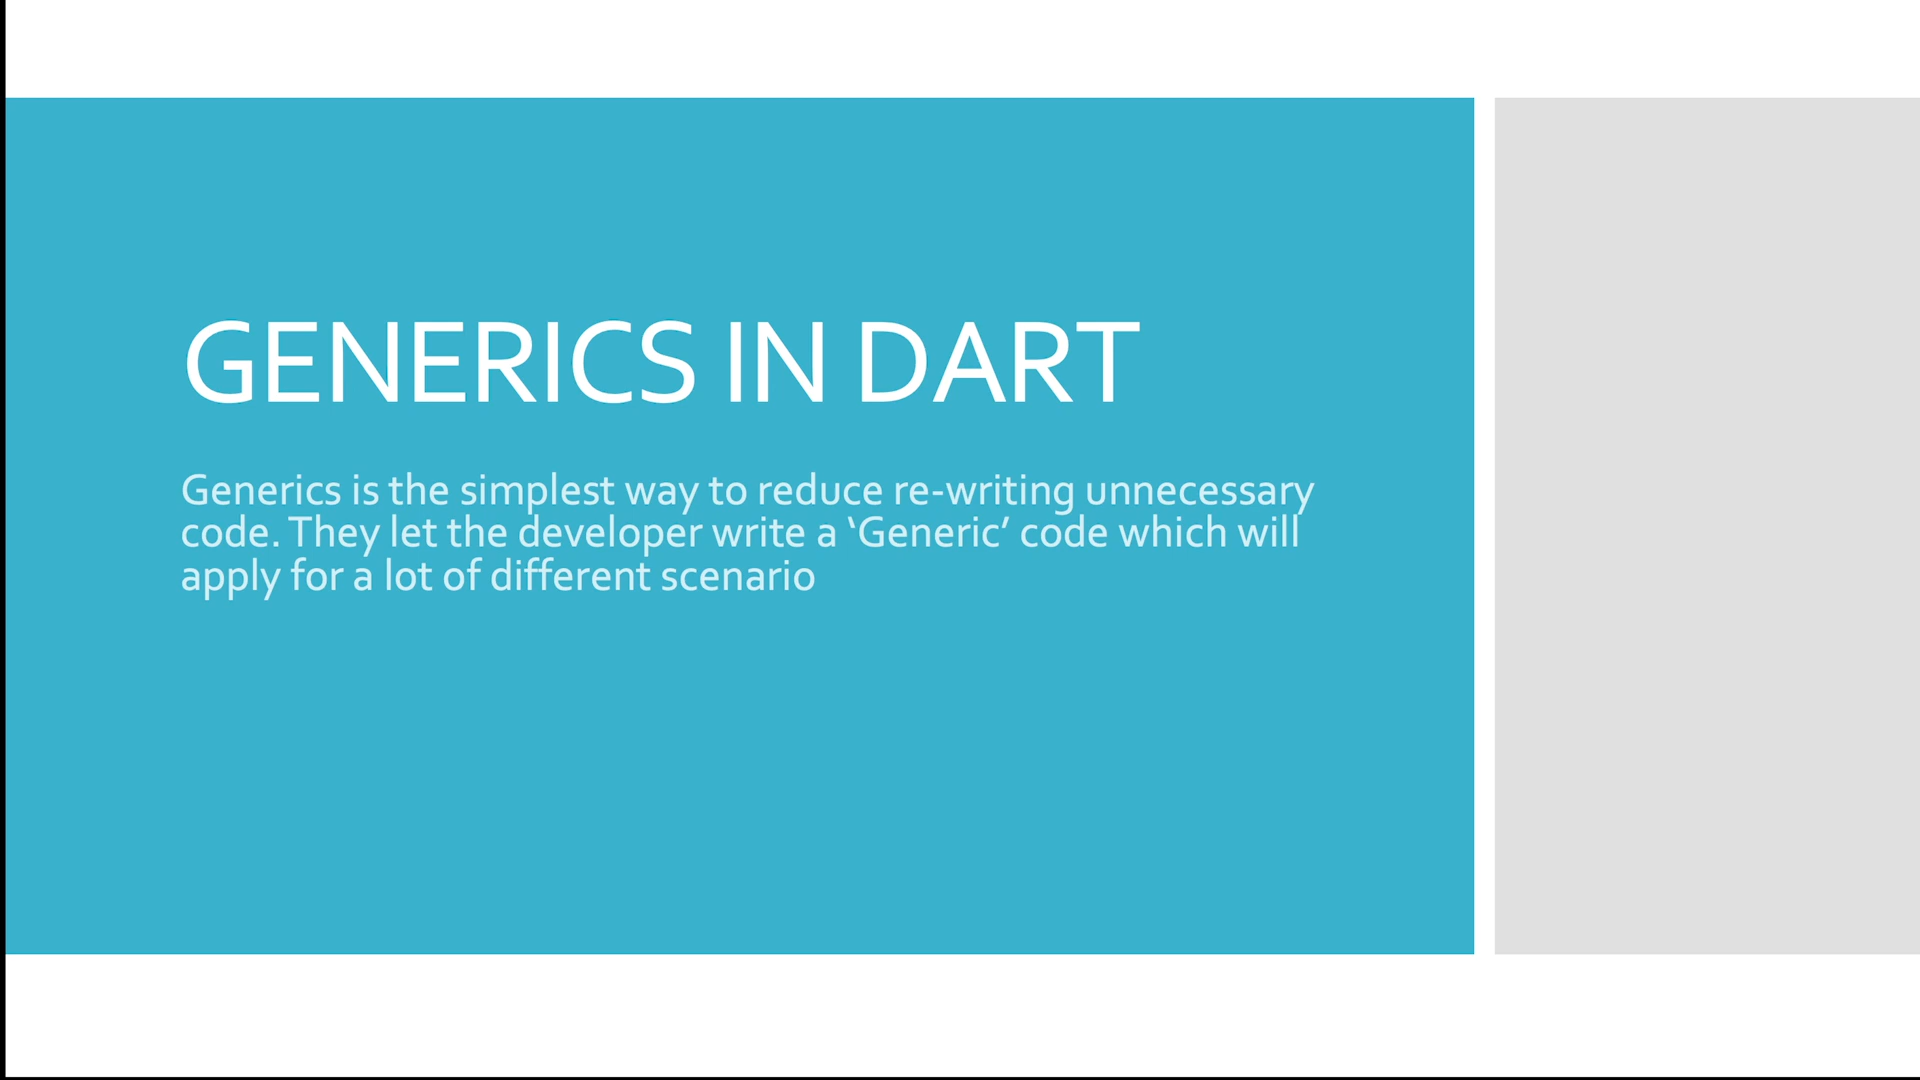 GENERICS IN DART
Generics is the simplest way to reduce re-writing unnecessary
code. They let the developer write a ‘Generic’ code which will
apply for a lot of different scenario